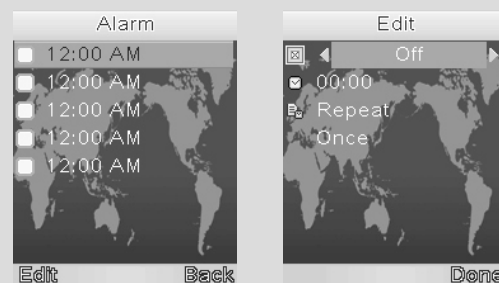 Alarm
12:00 AM
12:00 AM
12:00 AM
12:00 AM
12:00 AM
Edit Back
Edit
Off
00:00
Repeat
Once
Done